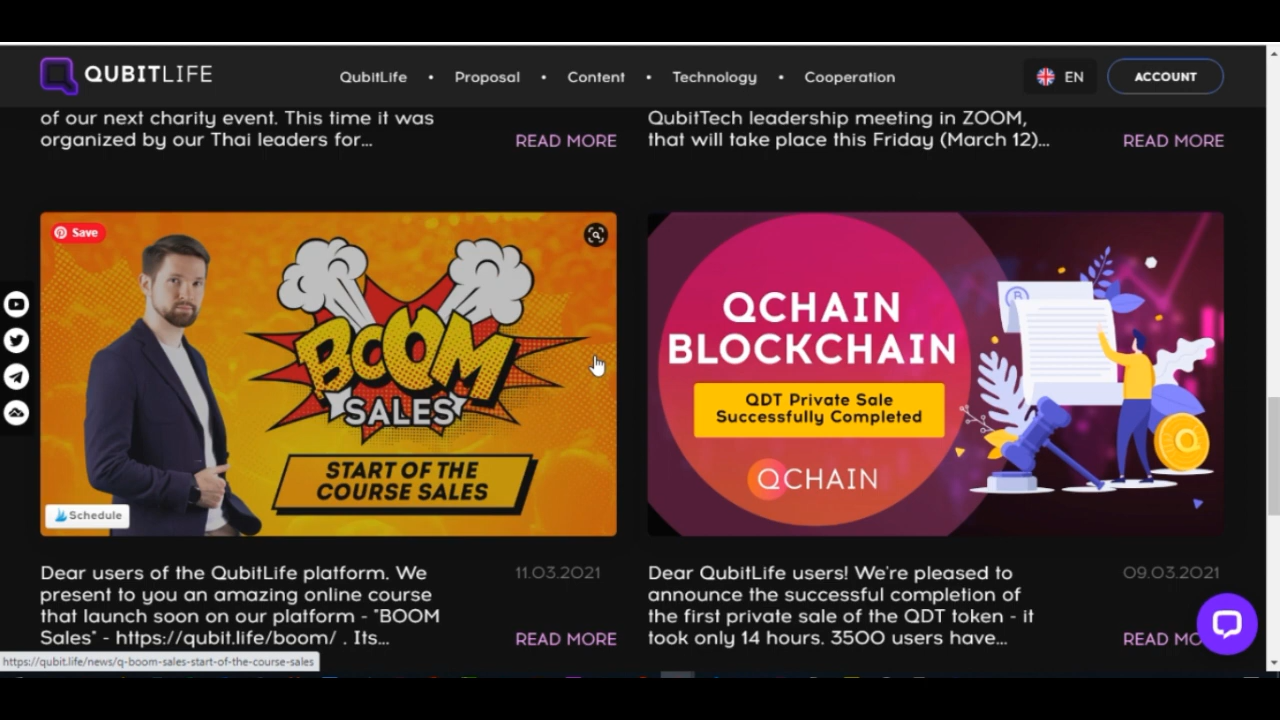 QUBITLIFE
QubitLife • Proposal • Content • Technology • Cooperation
EN
ACCOUNT
of our next charity event. This time it was
organized by our Thai leaders for...
READ MORE
QubitTech leadership meeting in ZOOM,
that will take place this Friday (March 12)...
READ MORE
Save
BOOM
SALES
START OF THE
COURSE SALES
Schedule
QCHAIN
BLOCKCHAIN
QDT Private Sale
Successfully Completed
QCHAIN
Dear users of the QubitLife platform. We
present to you an amazing online course
that launch soon on our platform - "BOOM
Sales" - https://qubit.life/boom/ . Its...
11.03.2021
READ MORE
Dear QubitLife users! We're pleased to
announce the successful completion of
the first private sale of the QDT token - it
took only 14 hours. 3500 users have...
09.03.2021
READ MO
https://qubit.life/news/q-boom-sales-start-of-the-course-sales